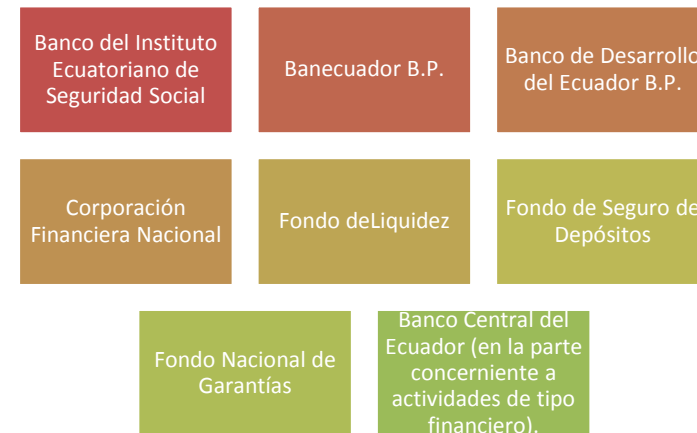 Banco del Instituto
Ecuatoriano de
Seguridad Social
Banecuador B.P.
Banco de Desarrollo
del Ecuador B.P.
Corporación
Financiera Nacional
Fondo deLiquidez
Fondo de Seguro de
Depósitos
Fondo Nacional de
Garantías
Banco Central del
Ecuador (en la parte
concerniente a
actividades de tipo
financiero).